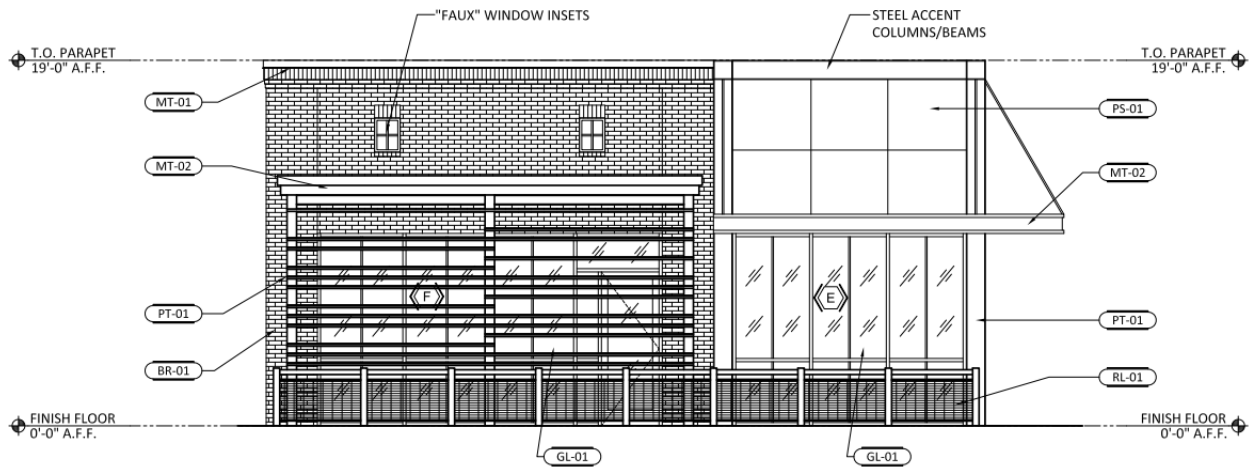 "FAUX" WINDOW INSETS
STEEL ACCENT
COLUMNS/BEAMS
T.O. PARAPET
19'-0" A.F.F.
T.O. PARAPET
19'-0" A.F.F.
MT-01
PS-01
MT-02
MT-02
F
E
PT-01
PT-01
BR-01
RL-01
FINISH FLOOR
0'-0" A.F.F.
FINISH FLOOR
0'-0" A.F.F.
GL-01
GL-01